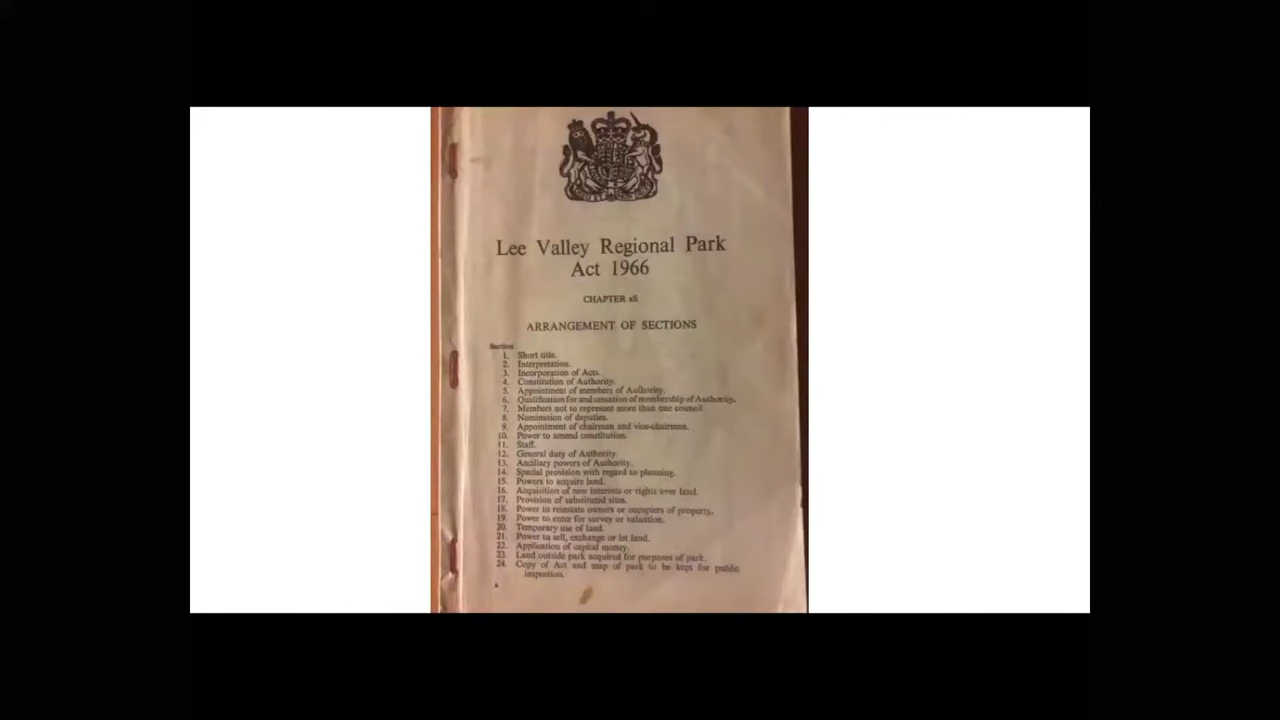 Lee Valley Regional Park
Act 1966
CHAPTER xli
ARRANGEMENT OF SECTIONS
Section
1. Short title.
2. Interpretation.
3. Incorporation of Acts.
4. Constitution of Authority.
5. Appointment of members of Authority.
6. Qualification for and cessation of membership of Authority.
7. Members not to represent more than one council.
8. Nomination of deputies.
9. Appointment of chairman and vice-chairman.
10. Power to amend constitution.
11. Staff.
12. General duty of Authority.
13. Ancillary powers of Authority.
14. Special provision with regard to planning.
15. Powers to acquire land.
16. Acquisition of new interests or rights over land.
17. Provision of substituted sites.
18. Power to reinstate owners or occupiers of property.
19. Power to enter for survey or valuation.
20. Temporary use of land.
21. Power to sell, exchange or let land.
22. Application of capital money.
23. Land outside park acquired for purposes of park.
24. Copy of Act and map of park to be kept for public
inspection.
A